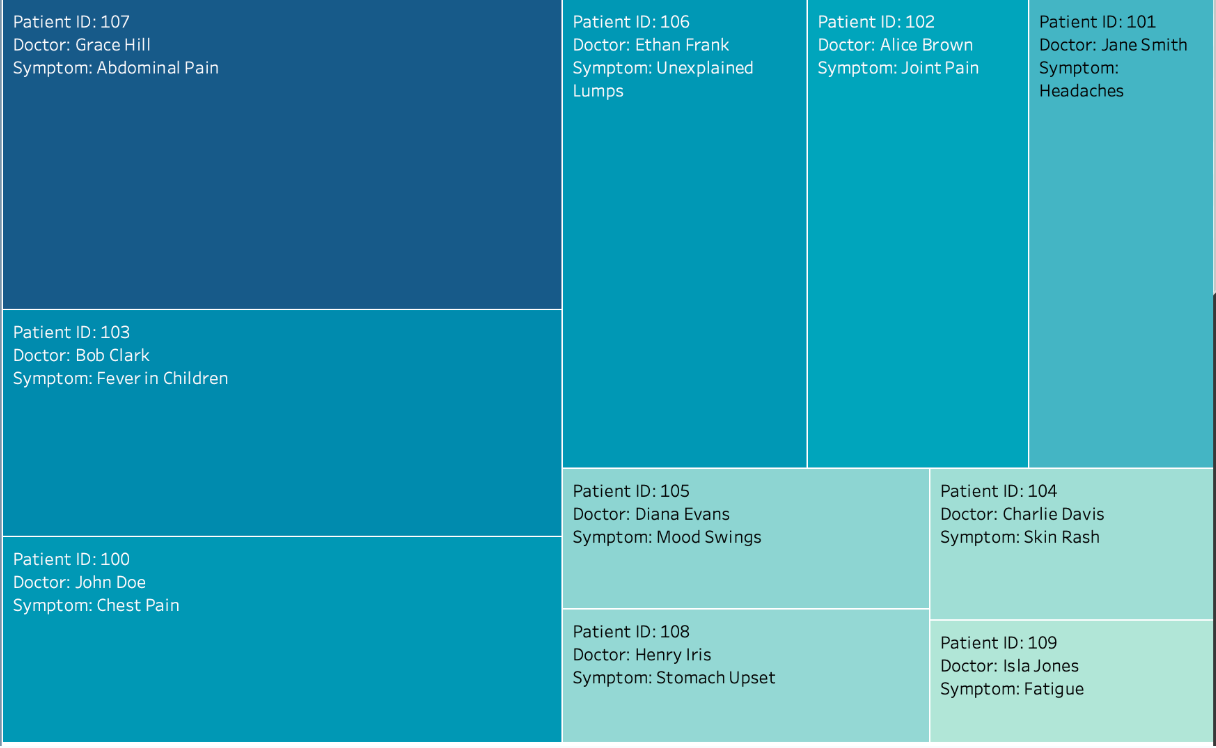 Patient ID: 107
Doctor: Grace Hill
Symptom: Abdominal Pain
Patient ID: 103
Doctor: Bob Clark
Symptom: Fever in Children
Patient ID: 100
Doctor: John Doe
Symptom: Chest Pain
Patient ID: 106
Doctor: Ethan Frank
Symptom: Unexplained
Lumps
Patient ID: 102
Doctor: Alice Brown
Symptom: Joint Pain
Patient ID: 101
Doctor: Jane Smith
Symptom:
Headaches
Patient ID: 105
Doctor: Diana Evans
Symptom: Mood Swings
Patient ID: 108
Doctor: Henry Iris
Symptom: Stomach Upset
Patient ID: 104
Doctor: Charlie Davis
Symptom: Skin Rash
Patient ID: 109
Doctor: Isla Jones
Symptom: Fatigue